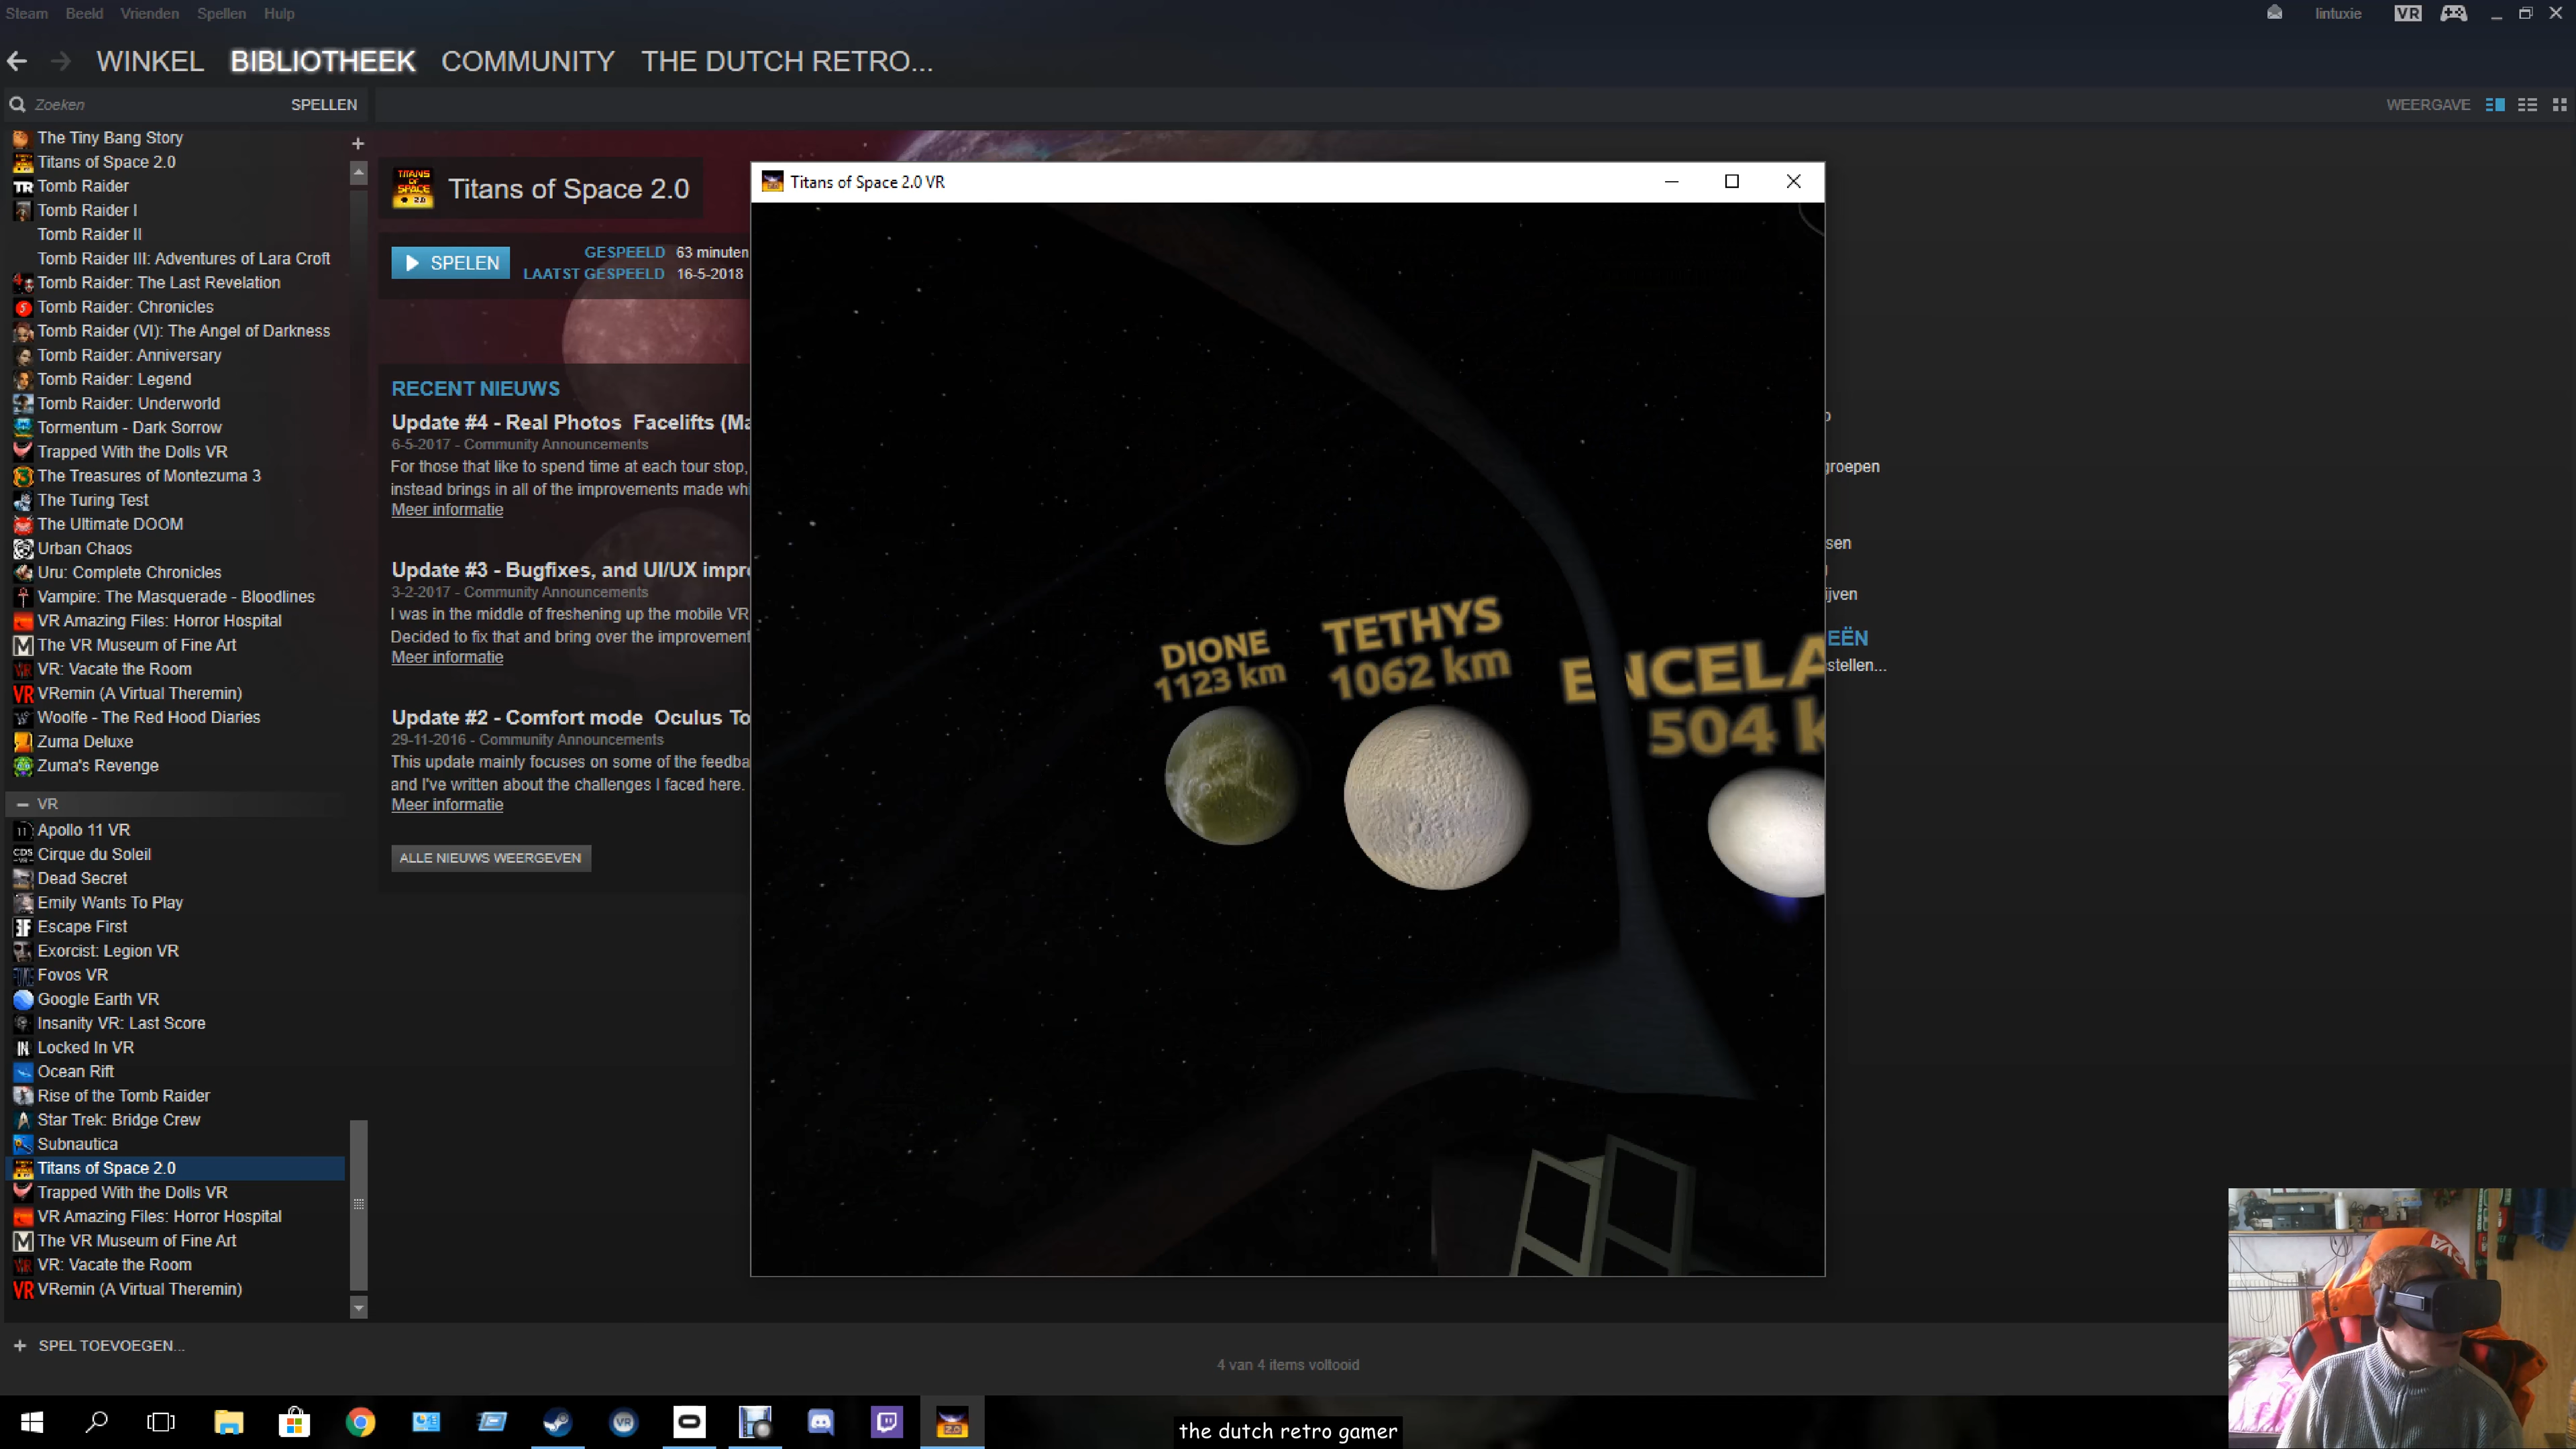 Steam Beeld Vrienden Spellen Hulp
lintuxie VR
WINKEL BIBLIOTHEEK COMMUNITY THE DUTCH RETRO...
Zoeken SPELLEN
WEERGAVE
The Tiny Bang Story
Titans of Space 2.0
Tomb Raider
Tomb Raider I
Tomb Raider II
Tomb Raider III: Adventures of Lara Croft
Tomb Raider: The Last Revelation
Tomb Raider: Chronicles
Tomb Raider (VI): The Angel of Darkness
Tomb Raider: Anniversary
Tomb Raider: Legend
Tomb Raider: Underworld
Tormentum - Dark Sorrow
Trapped With the Dolls VR
The Treasures of Montezuma 3
The Turing Test
The Ultimate DOOM
Urban Chaos
Uru: Complete Chronicles
Vampire: The Masquerade - Bloodlines
VR Amazing Files: Horror Hospital
The VR Museum of Fine Art
VR: Vacate the Room
VRemin (A Virtual Theremin)
Woolfe - The Red Hood Diaries
Zuma Deluxe
Zuma's Revenge
VR
Apollo 11 VR
Cirque du Soleil
Dead Secret
Emily Wants To Play
Escape First
Exorcist: Legion VR
Fovos VR
Google Earth VR
Insanity VR: Last Score
Locked In VR
Ocean Rift
Rise of the Tomb Raider
Star Trek: Bridge Crew
Subnautica
Titans of Space 2.0
Trapped With the Dolls VR
VR Amazing Files: Horror Hospital
The VR Museum of Fine Art
VR: Vacate the Room
VRemin (A Virtual Theremin)
+ SPEL TOEVOEGEN...
TITANS OF SPACE 2.0
Titans of Space 2.0
SPELEN
GESPEELD 63 minuten
LAATST GESPEELD 16-5-2018
RECENT NIEUWS
Update #4 - Real Photos Facelifts (Ma
6-5-2017 - Community Announcements
For those that like to spend time at each tour stop,
instead brings in all of the improvements made whi
Meer informatie
Update #3 - Bugfixes, and UI/UX impr
3-2-2017 - Community Announcements
I was in the middle of freshening up the mobile VR
Decided to fix that and bring over the improvement
Meer informatie
Update #2 - Comfort mode Oculus To
29-11-2016 - Community Announcements
This update mainly focuses on some of the feedba
and I've written about the challenges I faced here.
Meer informatie
ALLE NIEUWS WEERGEVEN
Titans of Space 2.0 VR
DIONE
1123 km
TETHYS
1062 km
ENCELA
504 k
groepen
sen
ijven
EËN
stellen...
4 van 4 items voltooid
the dutch retro gamer